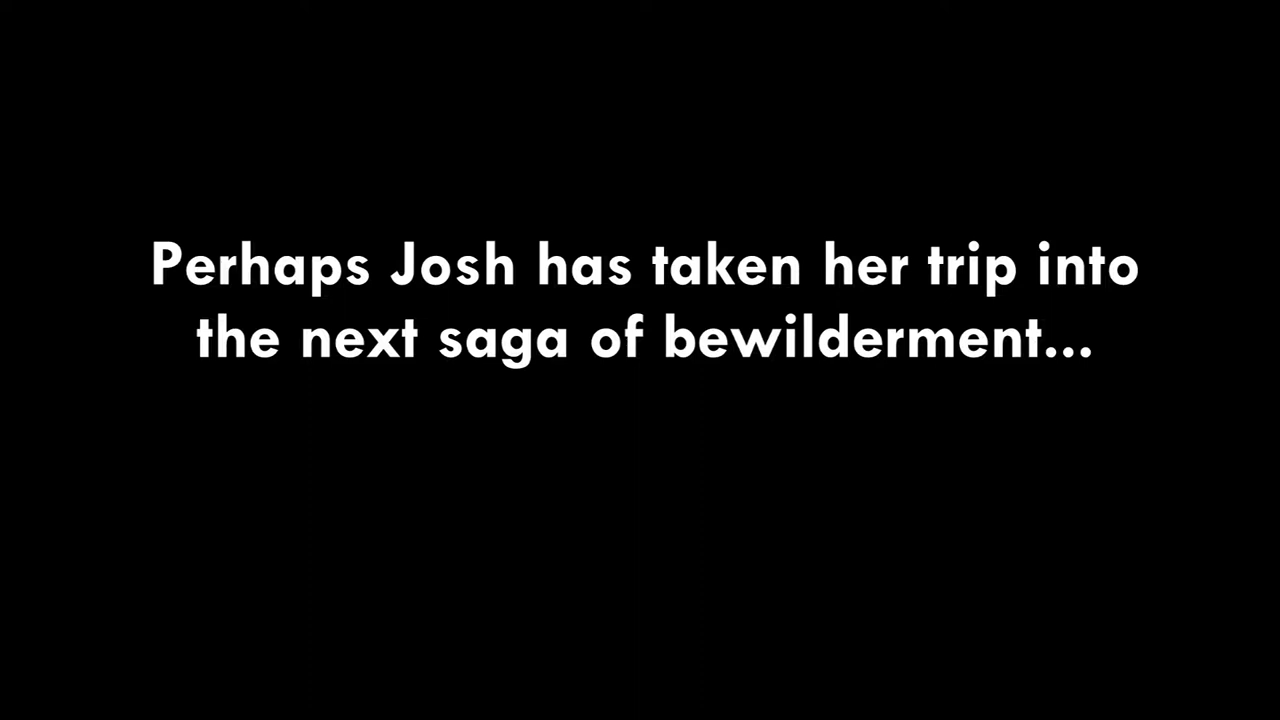 Perhaps Josh has taken her trip into
the next saga of bewilderment...